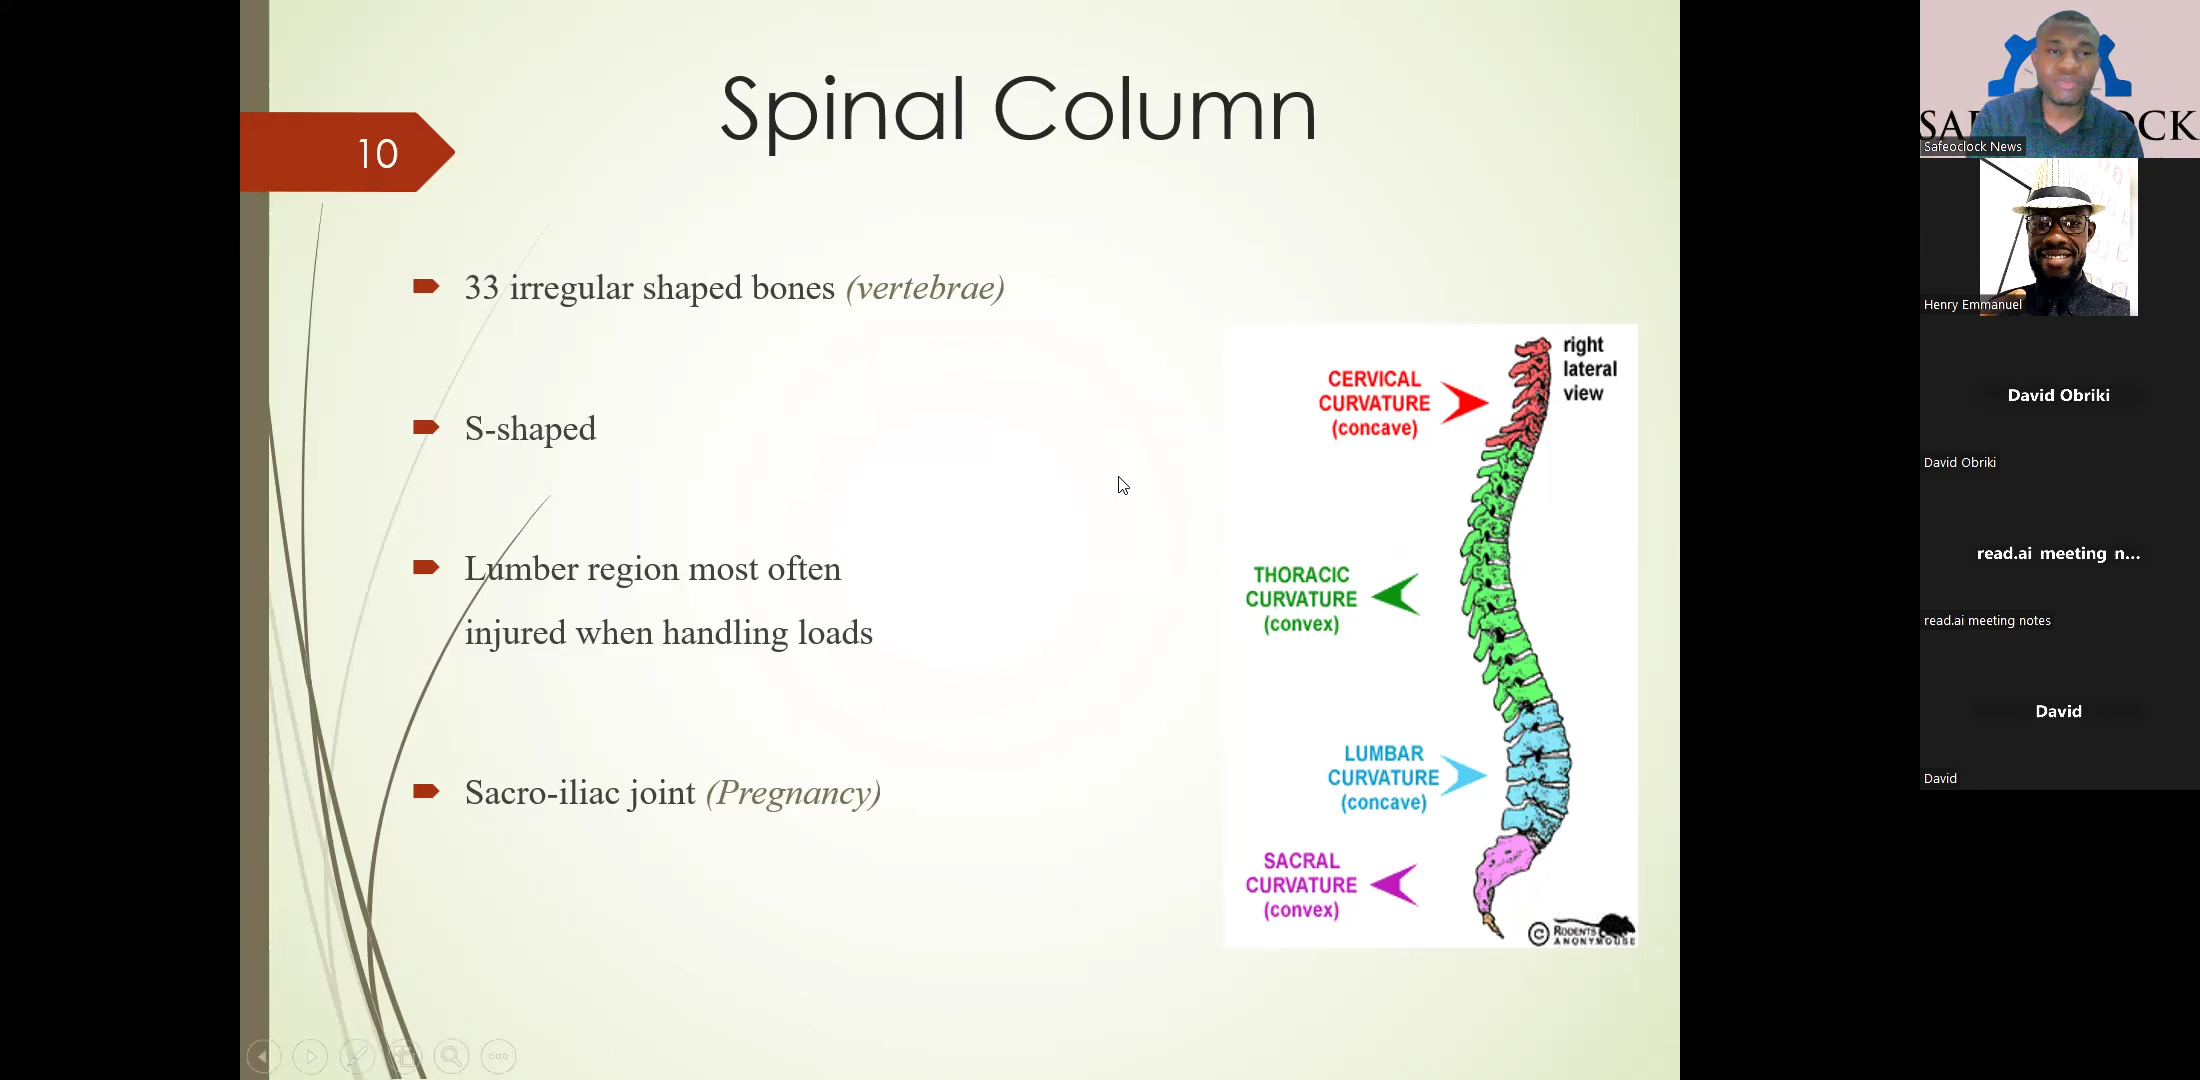 Spinal Column
10
33 irregular shaped bones (vertebrae)
S-shaped
Lumber region most often
injured when handling loads
Sacro-iliac joint (Pregnancy)
right
lateral
view
CERVICAL
CURVATURE
(concave)
THORACIC
CURVATURE
(convex)
LUMBAR
CURVATURE
(concave)
SACRAL
CURVATURE
(convex)
© RODENTS
ANONYMOUSE
Safeoclock News
Henry Emmanuel
David Obriki
David Obriki
read.ai meeting n...
read.ai meeting notes
David
David